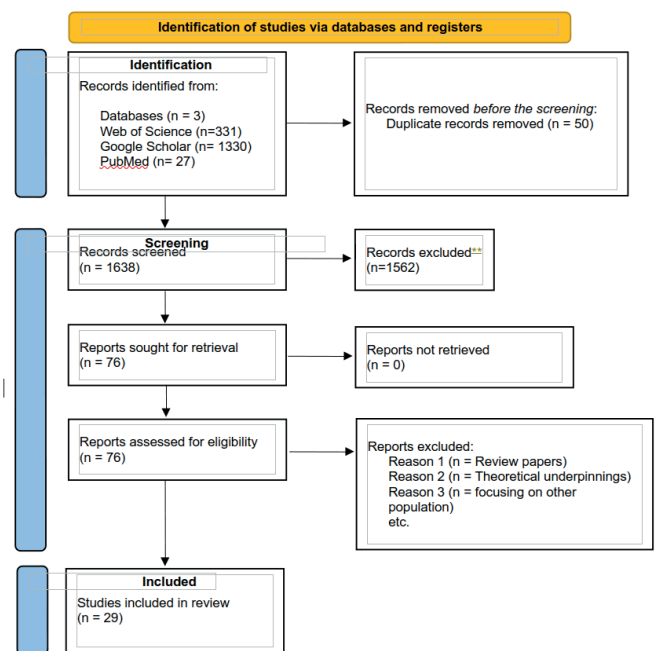 Identification of studies via databases and registers
Identification
Records identified from:
Databases (n = 3)
Web of Science (n=331)
Google Scholar (n= 1330)
PubMed (n= 27)
Records removed before the screening:
Duplicate records removed (n = 50)
Screening
Records screened
(n = 1638)
Records excluded**
(n=1562)
Reports sought for retrieval
(n = 76)
Reports not retrieved
(n = 0)
Reports assessed for eligibility
(n = 76)
Reports excluded:
Reason 1 (n = Review papers)
Reason 2 (n = Theoretical underpinnings)
Reason 3 (n = focusing on other
population)
etc.
Included
Studies included in review
(n = 29)